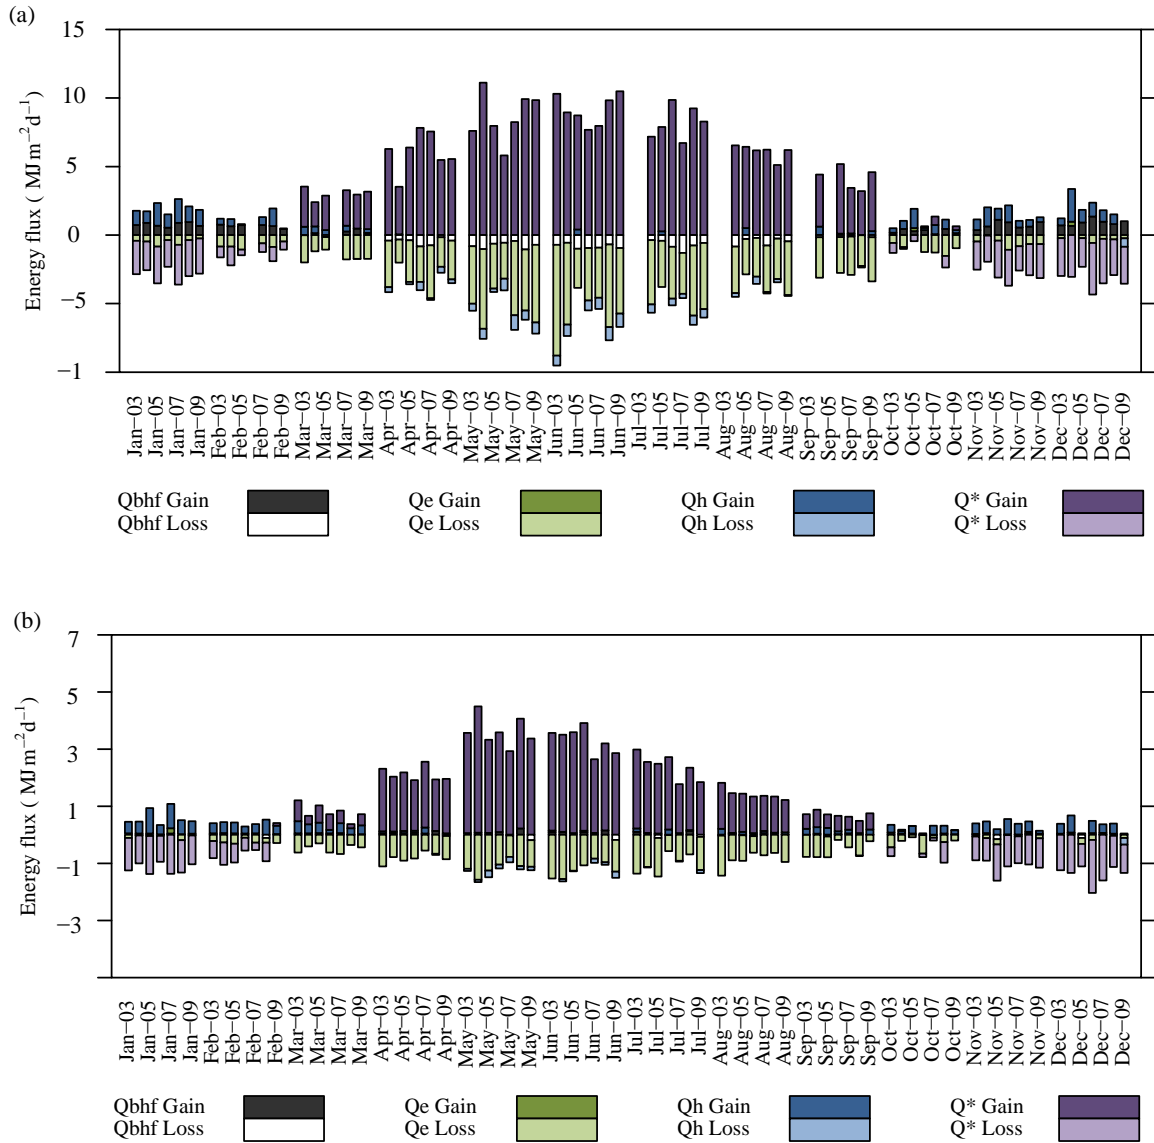 (a)
15
10
5
0
−5
−1
Energy flux ( MJ m−2d−1)
Jan−03
Jan−05
Jan−07
Jan−09
Feb−03
Feb−05
Feb−07
Feb−09
Mar−03
Mar−05
Mar−07
Mar−09
Apr−03
Apr−05
Apr−07
Apr−09
May−03
May−05
May−07
May−09
Jun−03
Jun−05
Jun−07
Jun−09
Jul−03
Jul−05
Jul−07
Jul−09
Aug−03
Aug−05
Aug−07
Aug−09
Sep−03
Sep−05
Sep−07
Sep−09
Oct−03
Oct−05
Oct−07
Oct−09
Nov−03
Nov−05
Nov−07
Nov−09
Dec−03
Dec−05
Dec−07
Dec−09
Qbhf Gain
Qbhf Loss
Qe Gain
Qe Loss
Qh Gain
Qh Loss
Q* Gain
Q* Loss
(b)
7
5
3
1
−1
−3
Energy flux ( MJ m−2d−1)
Jan−03
Jan−05
Jan−07
Jan−09
Feb−03
Feb−05
Feb−07
Feb−09
Mar−03
Mar−05
Mar−07
Mar−09
Apr−03
Apr−05
Apr−07
Apr−09
May−03
May−05
May−07
May−09
Jun−03
Jun−05
Jun−07
Jun−09
Jul−03
Jul−05
Jul−07
Jul−09
Aug−03
Aug−05
Aug−07
Aug−09
Sep−03
Sep−05
Sep−07
Sep−09
Oct−03
Oct−05
Oct−07
Oct−09
Nov−03
Nov−05
Nov−07
Nov−09
Dec−03
Dec−05
Dec−07
Dec−09
Qbhf Gain
Qbhf Loss
Qe Gain
Qe Loss
Qh Gain
Qh Loss
Q* Gain
Q* Loss